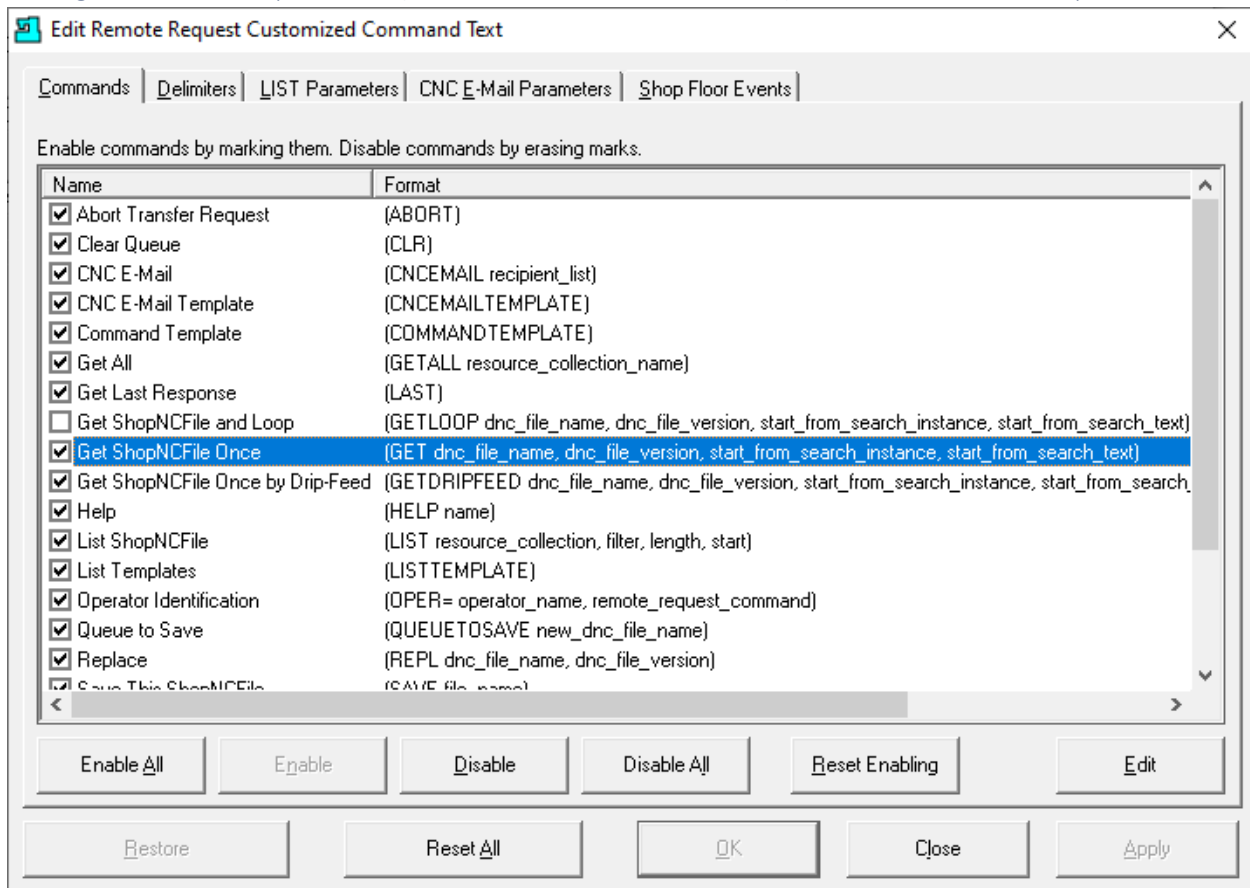 Edit Remote Request Customized Command Text
Commands Delimiters LIST Parameters CNC E-Mail Parameters Shop Floor Events
Enable commands by marking them. Disable commands by erasing marks.
Name Format
Abort Transfer Request (ABORT)
Clear Queue (CLR)
CNC E-Mail (CNCEMAIL recipient_list)
CNC E-Mail Template (CNCEMAILTEMPLATE)
Command Template (COMMANDTEMPLATE)
Get All (GETALL resource_collection_name)
Get Last Response (LAST)
Get ShopNCFile and Loop (GETLOOP dnc_file_name, dnc_file_version, start_from_search_instance, start_from_search_text)
Get ShopNCFile Once (GET dnc_file_name, dnc_file_version, start_from_search_instance, start_from_search_text)
Get ShopNCFile Once by Drip-Feed (GETDRIPFEED dnc_file_name, dnc_file_version, start_from_search_instance, start_from_search_
Help (HELP name)
List ShopNCFile (LIST resource_collection, filter, length, start)
List Templates (LISTTEMPLATE)
Operator Identification (OPER= operator_name, remote_request_command)
Queue to Save (QUEUETOSAVE new_dnc_file_name)
Replace (REPL dnc_file_name, dnc_file_version)
Save This ShopNCFile (SAVE file_name)
Enable All Enable Disable Disable All Reset Enabling Edit
Restore Reset All OK Close Apply